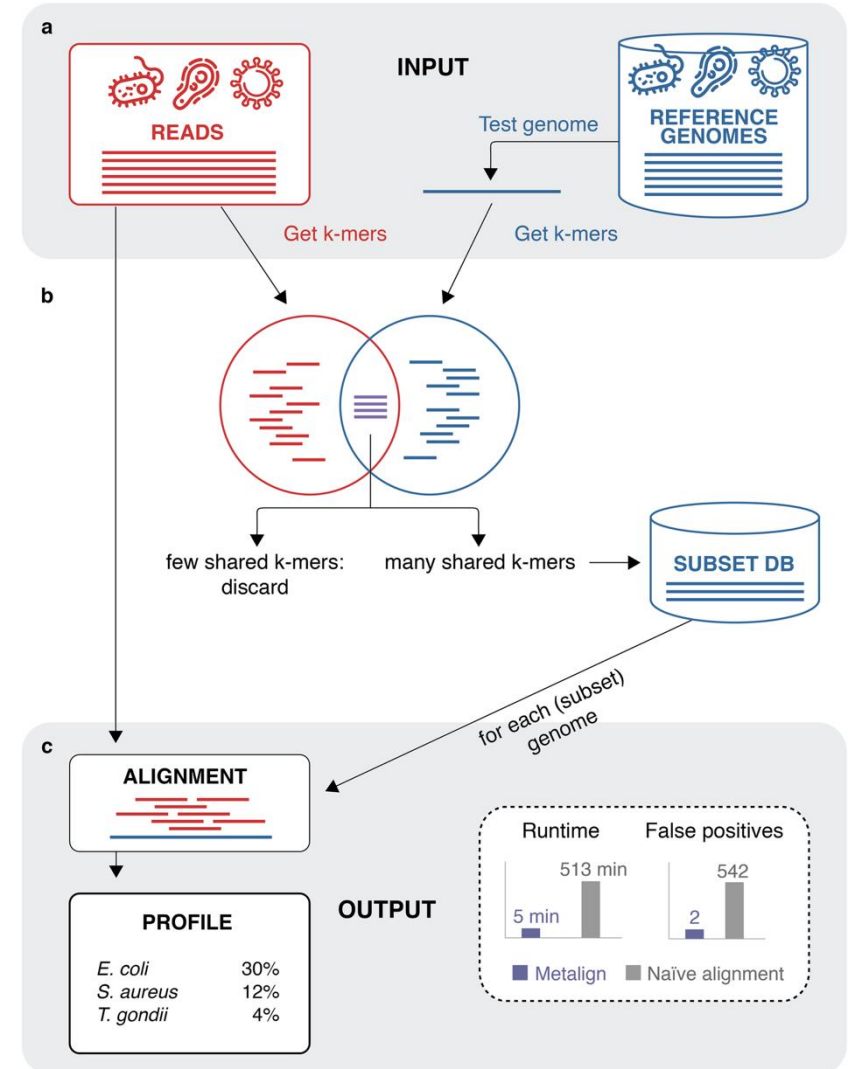 a
INPUT
READS
REFERENCE
GENOMES
Test genome
Get k-mers
Get k-mers
b
few shared k-mers:
discard
many shared k-mers
SUBSET DB
for each (subset)
genome
c
ALIGNMENT
PROFILE
E. coli 30%
S. aureus 12%
T. gondii 4%
OUTPUT
Runtime
False positives
5 min
513 min
2
542
Metalign
Naïve alignment